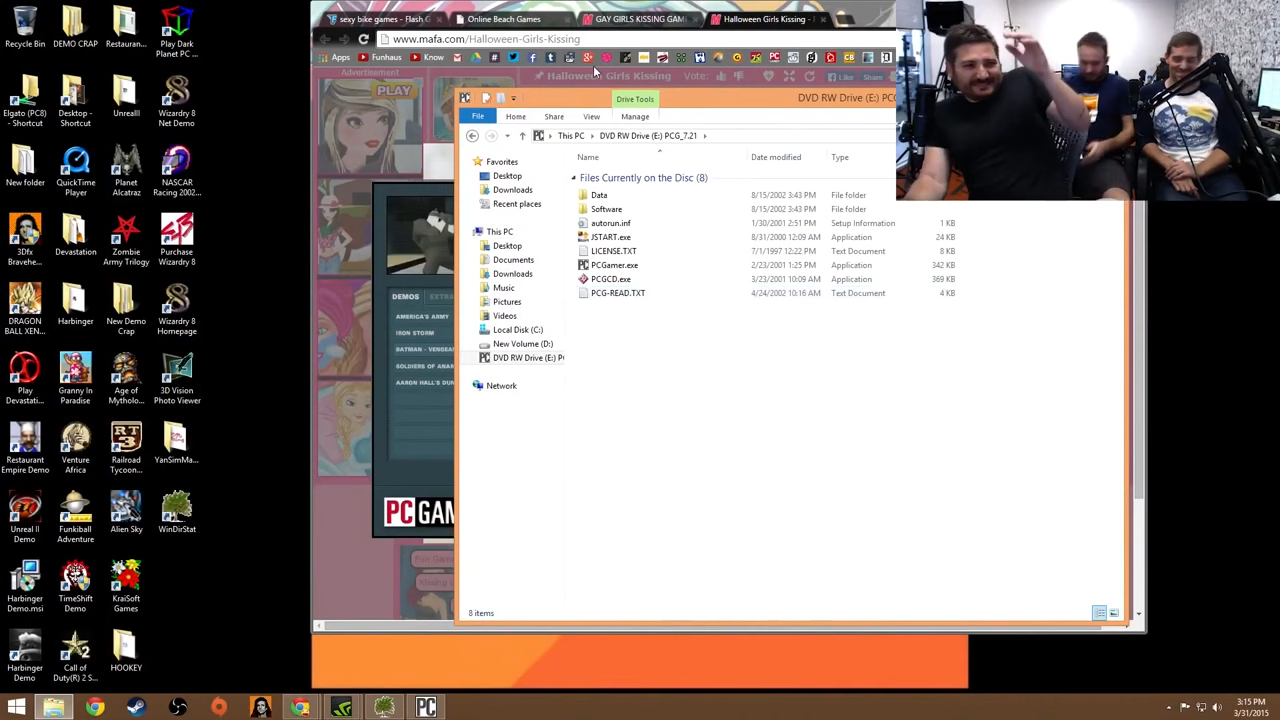 sexy bike games - Flash G
Online Beach Games
GAY GIRLS KISSING GAM
Halloween Girls Kissing -
www.mafa.com/Halloween-Girls-Kissing
Apps
Funhaus
Know
Advertisement
PLAY
Halloween Girls Kissing
Vote:
Like
Share
Drive Tools
DVD RW Drive (E:) PCG
File
Home
Share
View
Manage
This PC
DVD RW Drive (E:) PCG_7.21
Name
Date modified
Type
Files Currently on the Disc (8)
Data 8/15/2002 3:43 PM File folder
Software 8/15/2002 3:43 PM File folder
autorun.inf 1/30/2001 2:51 PM Setup Information 1 KB
JSTART.exe 8/31/2000 12:09 AM Application 24 KB
LICENSE.TXT 7/1/1997 12:22 PM Text Document 8 KB
PCGamer.exe 2/23/2001 1:25 PM Application 342 KB
PCGCD.exe 3/23/2001 10:09 AM Application 369 KB
PCG-READ.TXT 4/24/2002 10:16 AM Text Document 4 KB
Favorites
Desktop
Downloads
Recent places
This PC
Desktop
Documents
Downloads
Music
Pictures
Videos
Local Disk (C:)
New Volume (D:)
DVD RW Drive (E:) P
Network
8 items
DEMOS
EXTRA
AMERICA'S ARMY
IRON STORM
BATMAN - VENGEA
SOLDIERS OF ANAR
AARON HALL'S DUN
PC GAM
Recycle Bin
DEMO CRAP
Restauran...
Play Dark
Place on PC
Elgato (PC8)
- Shortcut
Desktop -
Shortcut
UnrealII
Wizardry 8
Net Demo
New folder
QuickTime
Player
Planet
Alcatraz
NASCAR
Racing 2002...
3Dfx
Bravehe...
Devastation
Zombie
Army Trilogy
Purchase
Wizardry 8
DRAGON
BALL XEN...
Harbinger
New Demo
Crap
Wizardry 8
Homepage
Play
Devastati...
Granny In
Paradise
Age of
Mytholo...
3D Vision
Photo Viewer
Restaurant
Empire Demo
Venture
Africa
Railroad
Tycoon...
YanSimMa...
Unreal II
Demo
Funkiball
Adventure
Alien Sky
WinDirStat
Harbinger
Demo.msi
TimeShift
Demo
KraiSoft
Games
Harbinger
Demo
Call of
Duty(R) 2 S...
HOOKEY
3:15 PM
3/31/2015